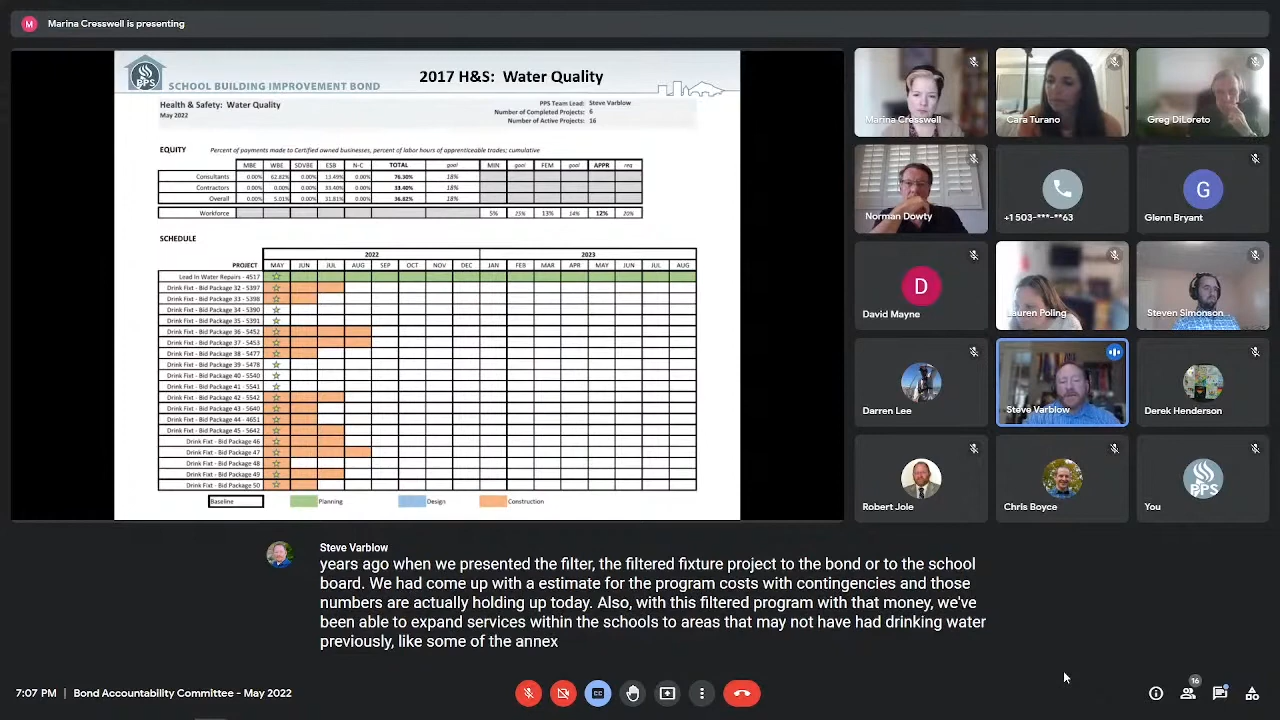 M Marina Cresswell is presenting
PPS SCHOOL BUILDING IMPROVEMENT BOND
2017 H&S: Water Quality
Health & Safety: Water Quality
May 2022
PPS Team Lead: Steve Varblow
Number of Completed Projects: 6
Number of Active Projects: 16
EQUITY Percent of payments made to Certified owned businesses, percent of labor hours of apprenticeable trades; cumulative
MBE WBE SDVBE ESB N-C TOTAL goal MIN goal FEM goal APPR req
Consultants 0.00% 62.82% 0.00% 13.49% 0.00% 76.30% 18%
Contractors 0.00% 0.00% 0.00% 33.40% 0.00% 33.40% 18%
Overall 0.00% 5.01% 0.00% 31.81% 0.00% 36.82% 18%
Workforce 5% 25% 13% 14% 12% 20%
SCHEDULE
2022 2023
PROJECT MAY JUN JUL AUG SEP OCT NOV DEC JAN FEB MAR APR MAY JUN JUL AUG
Lead In Water Repairs - 4517
Drink Fixt - Bid Package 32 - 5397
Drink Fixt - Bid Package 33 - 5398
Drink Fixt - Bid Package 34 - 5390
Drink Fixt - Bid Package 35 - 5391
Drink Fixt - Bid Package 36 - 5452
Drink Fixt - Bid Package 37 - 5453
Drink Fixt - Bid Package 38 - 5477
Drink Fixt - Bid Package 39 - 5478
Drink Fixt - Bid Package 40 - 5540
Drink Fixt - Bid Package 41 - 5541
Drink Fixt - Bid Package 42 - 5542
Drink Fixt - Bid Package 43 - 5640
Drink Fixt - Bid Package 44 - 4651
Drink Fixt - Bid Package 45 - 5642
Drink Fixt - Bid Package 46
Drink Fixt - Bid Package 47
Drink Fixt - Bid Package 48
Drink Fixt - Bid Package 49
Drink Fixt - Bid Package 50
Baseline Planning Design Construction
Marina Cresswell
Cara Turano
Greg DiLoreto
Norman Dowty
+1 503-****-**63
G
Glenn Bryant
D
David Mayne
Lauren Polling
Steven Simonson
Darren Lee
Steve Varblow
Derek Henderson
Robert Jole
Chris Boyce
PPS
You
Steve Varblow
years ago when we presented the filter, the filtered fixture project to the bond or to the school
board. We had come up with a estimate for the program costs with contingencies and those
numbers are actually holding up today. Also, with this filtered program with that money, we've
been able to expand services within the schools to areas that may not have had drinking water
previously, like some of the annex
7:07 PM | Bond Accountability Committee - May 2022
CC
16